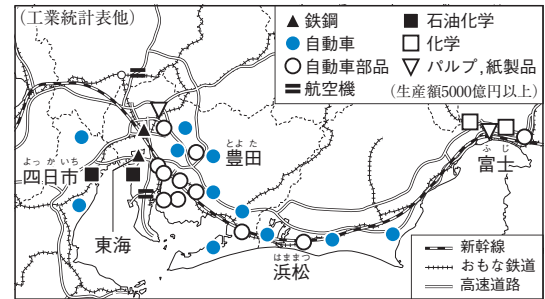 (工業統計表他)
鉄鋼
石油化学
自動車
化学
自動車部品
パルプ,紙製品
航空機
(生産額5000億円以上)
よっかいち
四日市
とよた
豊田
ふじ
富士
東海
はままつ
浜松
新幹線
おもな鉄道
高速道路